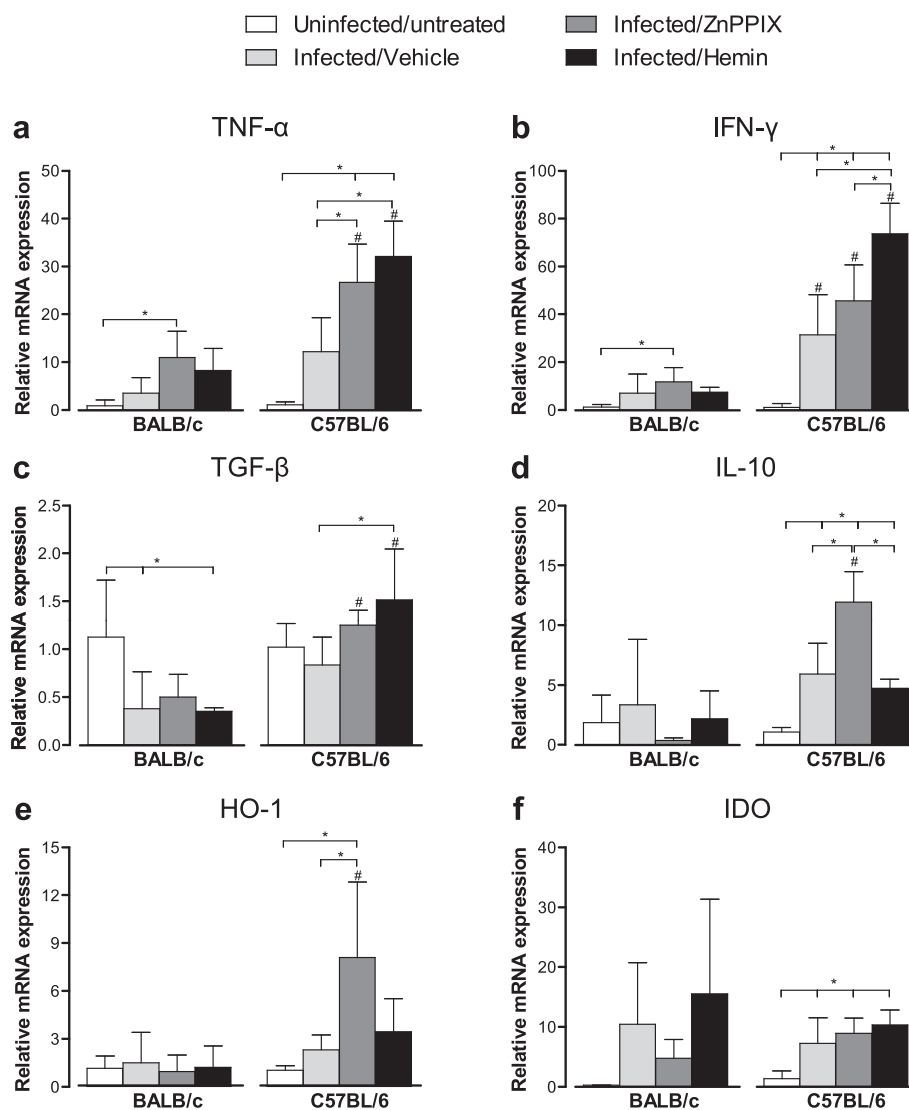 Uninfected/untreated Infected/ZnPPIX
Infected/Vehicle Infected/Hemin
a TNF-α
Relative mRNA expression
50
40
30
20
10
0
*
*
*
*
#
#
BALB/c C57BL/6
b IFN-γ
Relative mRNA expression
100
80
60
40
20
0
*
*
*
*
#
#
#
BALB/c C57BL/6
c TGF-β
Relative mRNA expression
2.5
2.0
1.5
1.0
0.5
0.0
*
*
#
#
BALB/c C57BL/6
d IL-10
Relative mRNA expression
20
15
10
5
0
*
* *
#
BALB/c C57BL/6
e HO-1
Relative mRNA expression
15
12
9
6
3
0
*
*
#
BALB/c C57BL/6
f IDO
Relative mRNA expression
40
30
20
10
0
*
BALB/c C57BL/6